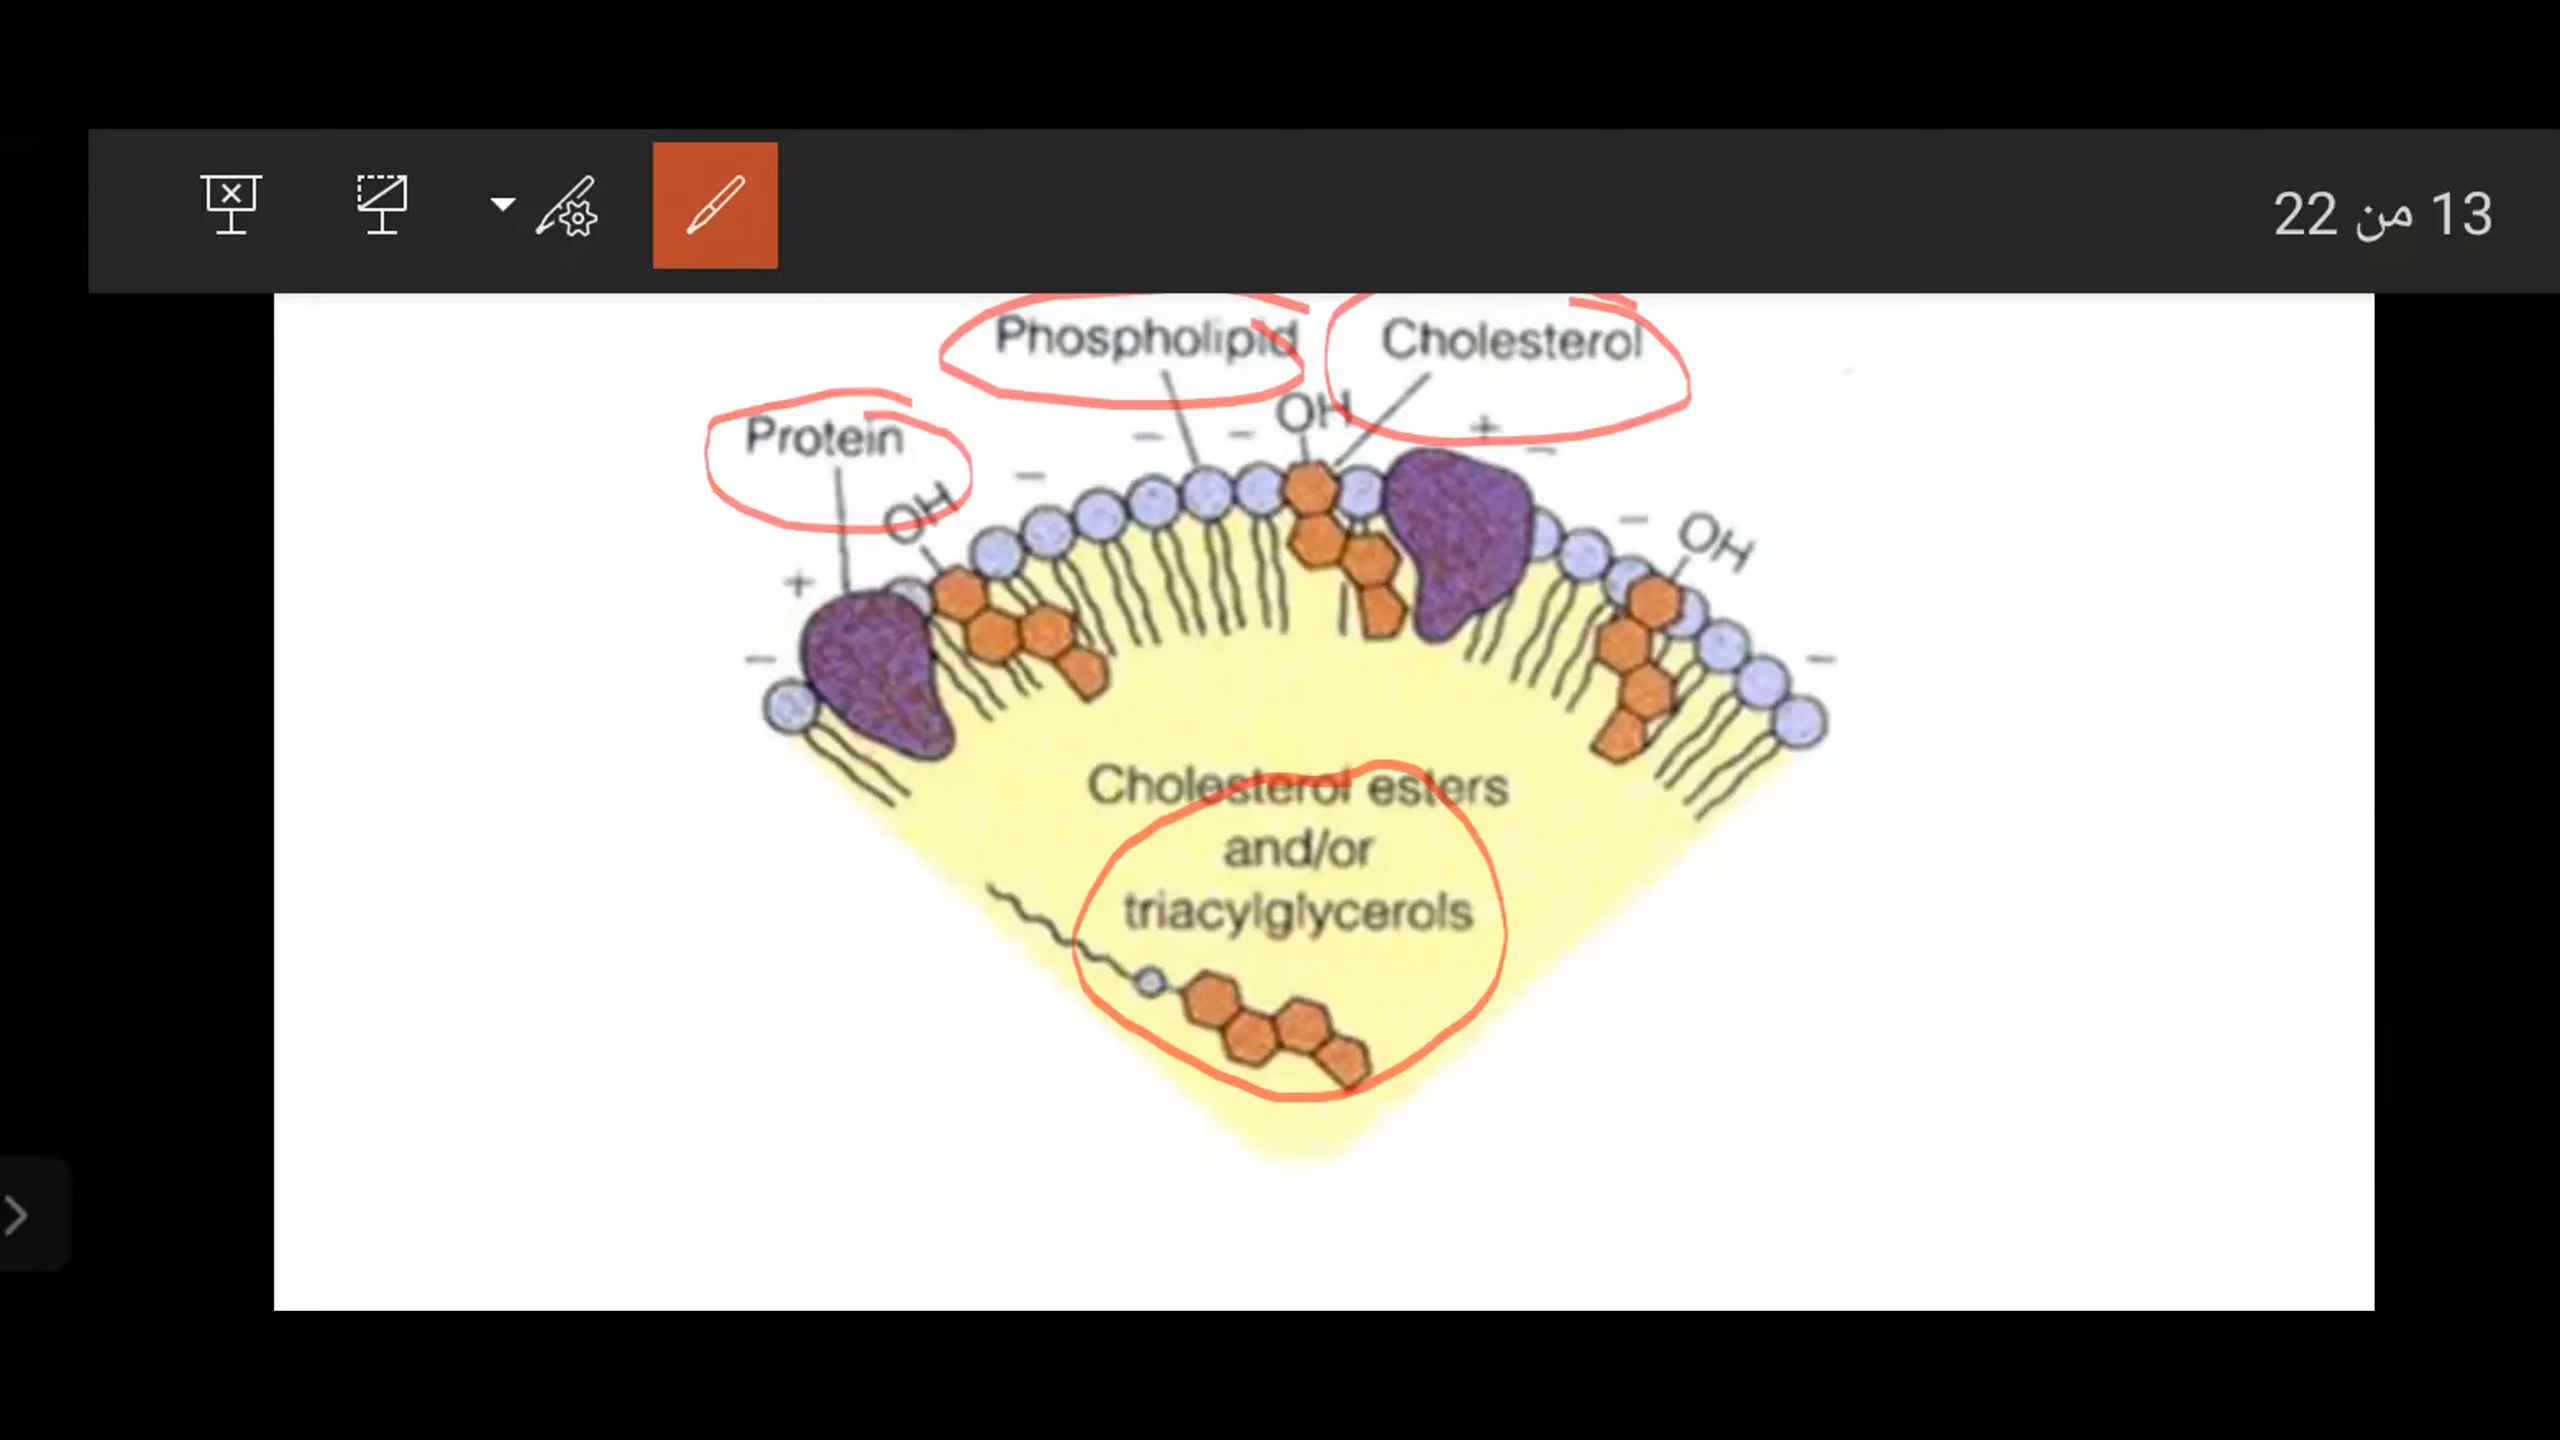 13 من 22
Phospholipid
Cholesterol
Protein
OH
OH
OH
+
+
Cholesterol esters
and/or
triacylglycerols